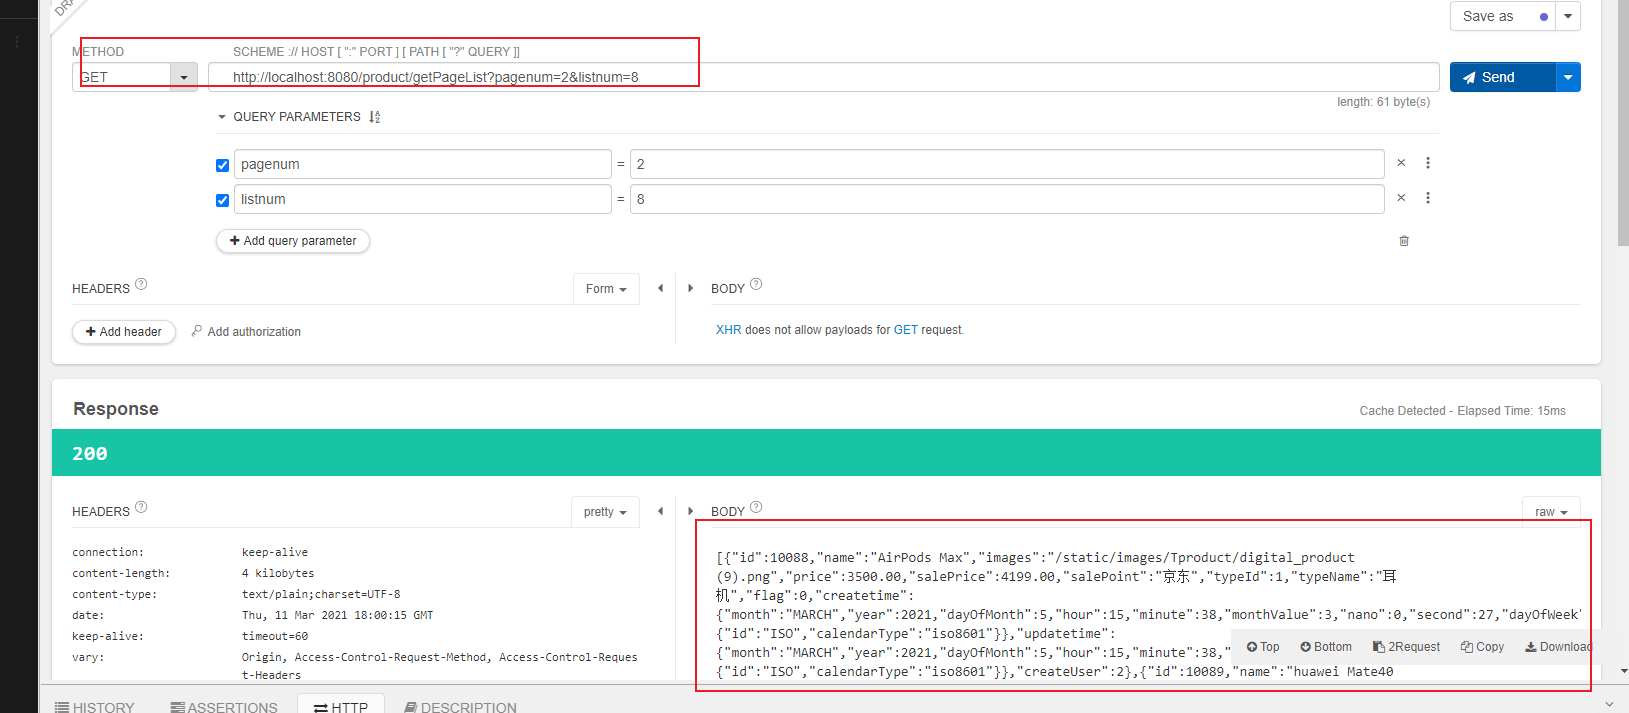 DRA
Save as
METHOD
SCHEME :// HOST [ ":" PORT ] [ PATH [ "?" QUERY ]]
GET
http://localhost:8080/product/getPageList?pagenum=2&listnum=8
Send
length: 61 byte(s)
QUERY PARAMETERS
pagenum = 2
listnum = 8
Add query parameter
HEADERS
Form
BODY
Add header
Add authorization
XHR does not allow payloads for GET request.
Response
Cache Detected - Elapsed Time: 15ms
200
HEADERS
pretty
BODY
raw
connection: keep-alive
content-length: 4 kilobytes
content-type: text/plain;charset=UTF-8
date: Thu, 11 Mar 2021 18:00:15 GMT
keep-alive: timeout=60
vary: Origin, Access-Control-Request-Method, Access-Control-Reques
t-Headers
[{"id":10088,"name":"AirPods Max","images":"/static/images/Tproduct/digital_product
(9).png","price":3500.00,"salePrice":4199.00,"salePoint":"京东","typeId":1,"typeName":"耳
机","flag":0,"createtime":
{"month":"MARCH","year":2021,"dayOfMonth":5,"hour":15,"minute":38,"monthValue":3,"nano":0,"second":27,"dayOfWeek"
{"id":"ISO","calendarType":"iso8601"}},"updatetime":
{"month":"MARCH","year":2021,"dayOfMonth":5,"hour":15,"minute":38,"
{"id":"ISO","calendarType":"iso8601"}},"createUser":2},{"id":10089,"name":"huawei Mate40
Top
Bottom
2Request
Copy
Download
HISTORY
ASSERTIONS
HTTP
DESCRIPTION